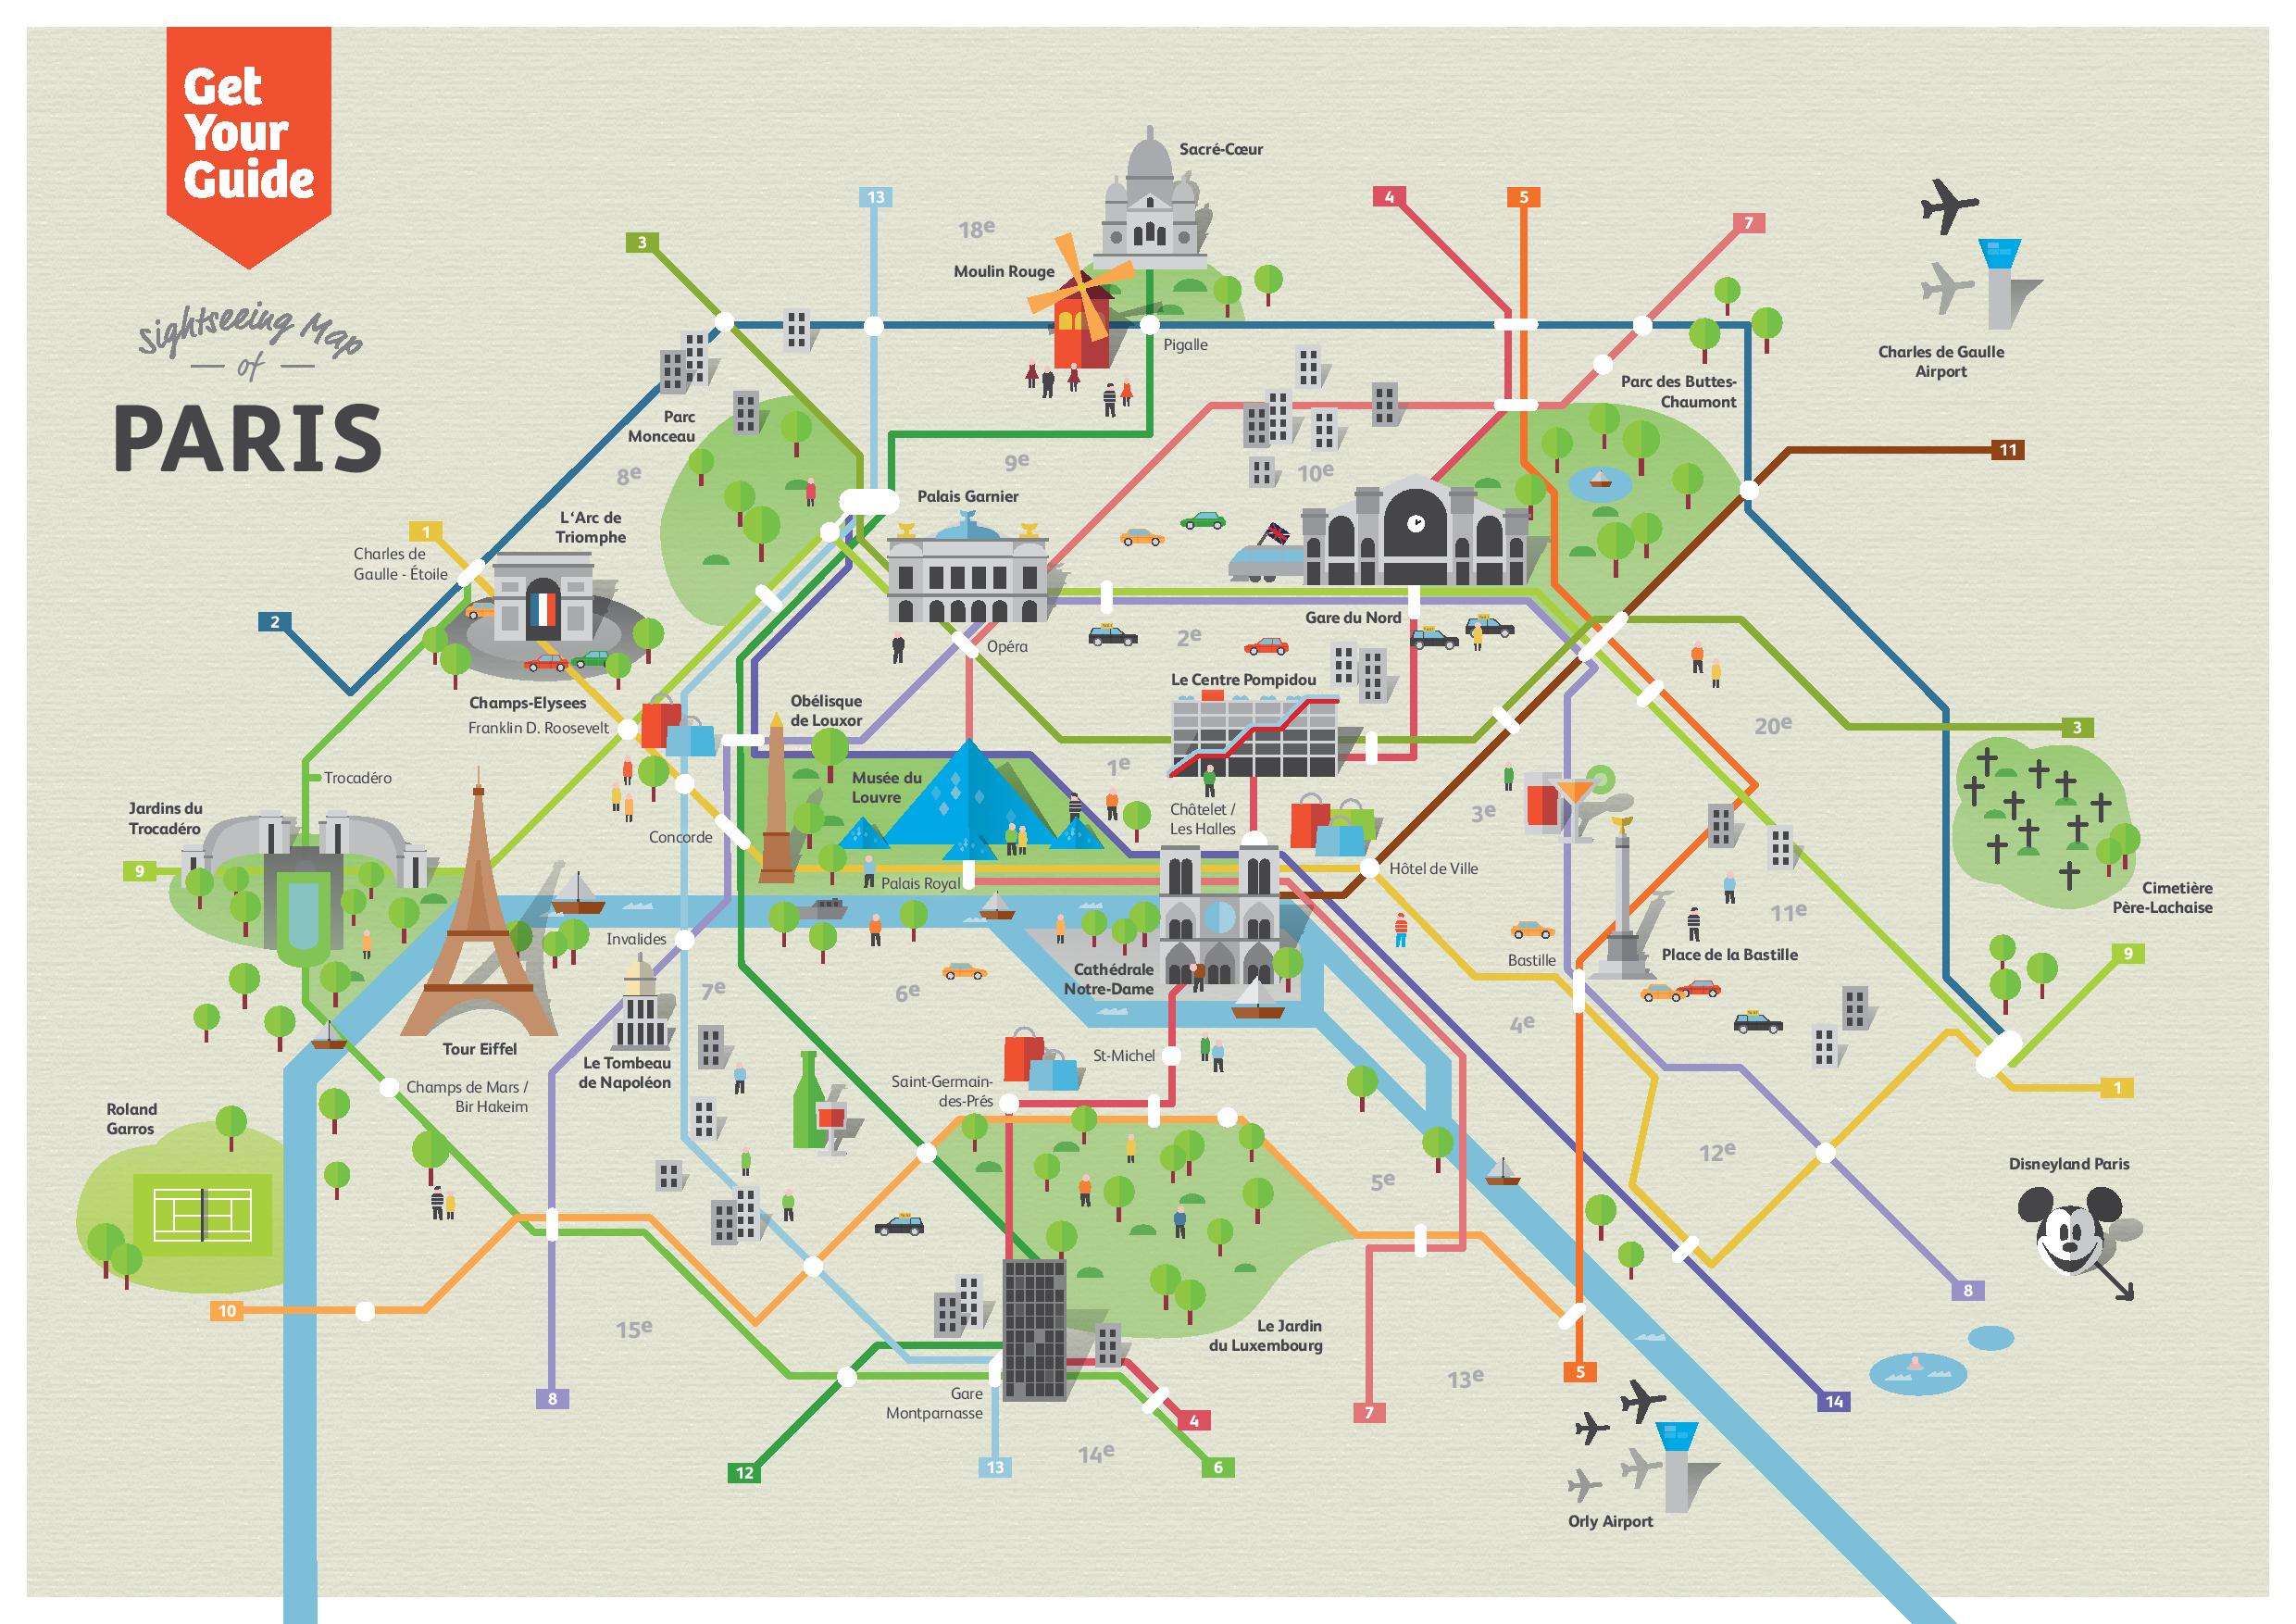 Get
Your
Guide
Sightseeing Map
of
PARIS
Sacré-Cœur
13
4
5
7
18e
3
Moulin Rouge
Pigalle
Charles de Gaulle
Airport
Parc des Buttes-
Chaumont
Parc
Monceau
8e
9e
10e
11
Palais Garnier
L'Arc de
Triomphe
1
Charles de
Gaulle - Étoile
2
Gare du Nord
2e
Opéra
Le Centre Pompidou
Champs-Elysees
Franklin D. Roosevelt
Obélisque
de Louxor
20e
3
Trocadéro
Musée du
Louvre
1e
Jardins du
Trocadéro
Châtelet /
Les Halles
3e
Concorde
9
Palais Royal
Hôtel de Ville
Cimetière
Père-Lachaise
11e
Invalides
Bastille
Place de la Bastille
9
Cathédrale
Notre-Dame
7e
6e
4e
Tour Eiffel
Le Tombeau
de Napoléon
St-Michel
Saint-Germain-
des-Prés
Champs de Mars /
Bir Hakeim
1
Roland
Garros
12e
Disneyland Paris
5e
8
10
15e
Le Jardin
du Luxembourg
13e
5
8
Gare
Montparnasse
4
7
14
14e
12
13
6
Orly Airport